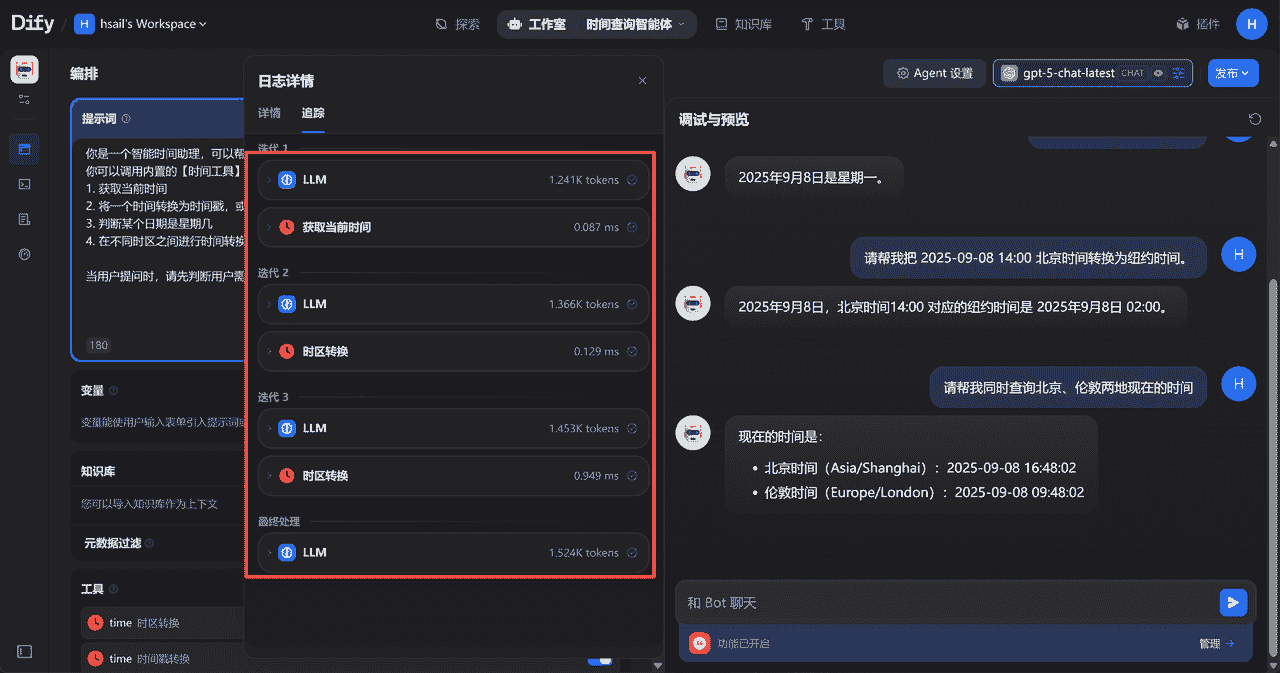 Dify / H hsail's Workspace
探索
工作室 / 时间查询智能体
知识库
工具
插件
H
编排
Agent 设置
gpt-5-chat-latest CHAT
发布
提示词
你是一个智能时间助理，可以帮
你可以调用内置的【时间工具】
1. 获取当前时间
2. 将一个时间转换为时间戳，或
3. 判断某个日期是星期几
4. 在不同时区之间进行时间转换
当用户提问时，请先判断用户需
180
变量
变量能使用户输入表单引入提示词或
知识库
您可以导入知识库作为上下文
元数据过滤
工具
time 时区转换
time 时间戳转换
日志详情
详情
追踪
迭代 1
LLM 1.241K tokens
获取当前时间 0.087 ms
迭代 2
LLM 1.366K tokens
时区转换 0.129 ms
迭代 3
LLM 1.453K tokens
时区转换 0.949 ms
最终处理
LLM 1.524K tokens
调试与预览
2025年9月8日是星期一。
请帮我把 2025-09-08 14:00 北京时间转换为纽约时间。
H
2025年9月8日，北京时间14:00 对应的纽约时间是 2025年9月8日 02:00。
请帮我同时查询北京、伦敦两地现在的时间
H
现在的时间是：
• 北京时间（Asia/Shanghai）：2025-09-08 16:48:02
• 伦敦时间（Europe/London）：2025-09-08 09:48:02
和 Bot 聊天
功能已开启
管理 →